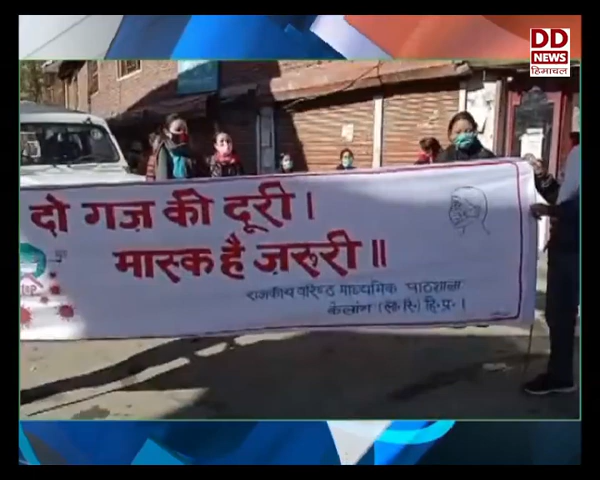 DD
NEWS
हिमाचल
दो गज़ की दूरी।
मास्क है ज़रूरी॥
राजकीय वरिष्ठ माध्यमिक पाठशाला
केलांग (ला.स्पि.) हि.प्र.।